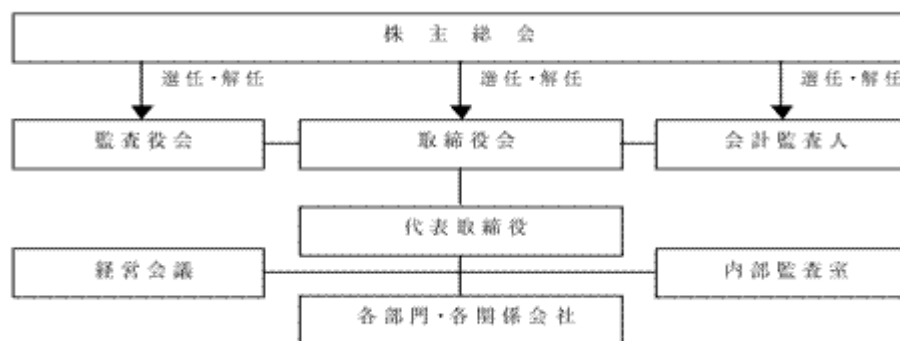 株主総会
選任・解任 選任・解任 選任・解任
監査役会 取締役会 会計監査人
代表取締役
経営会議 内部監査室
各部門・各関係会社